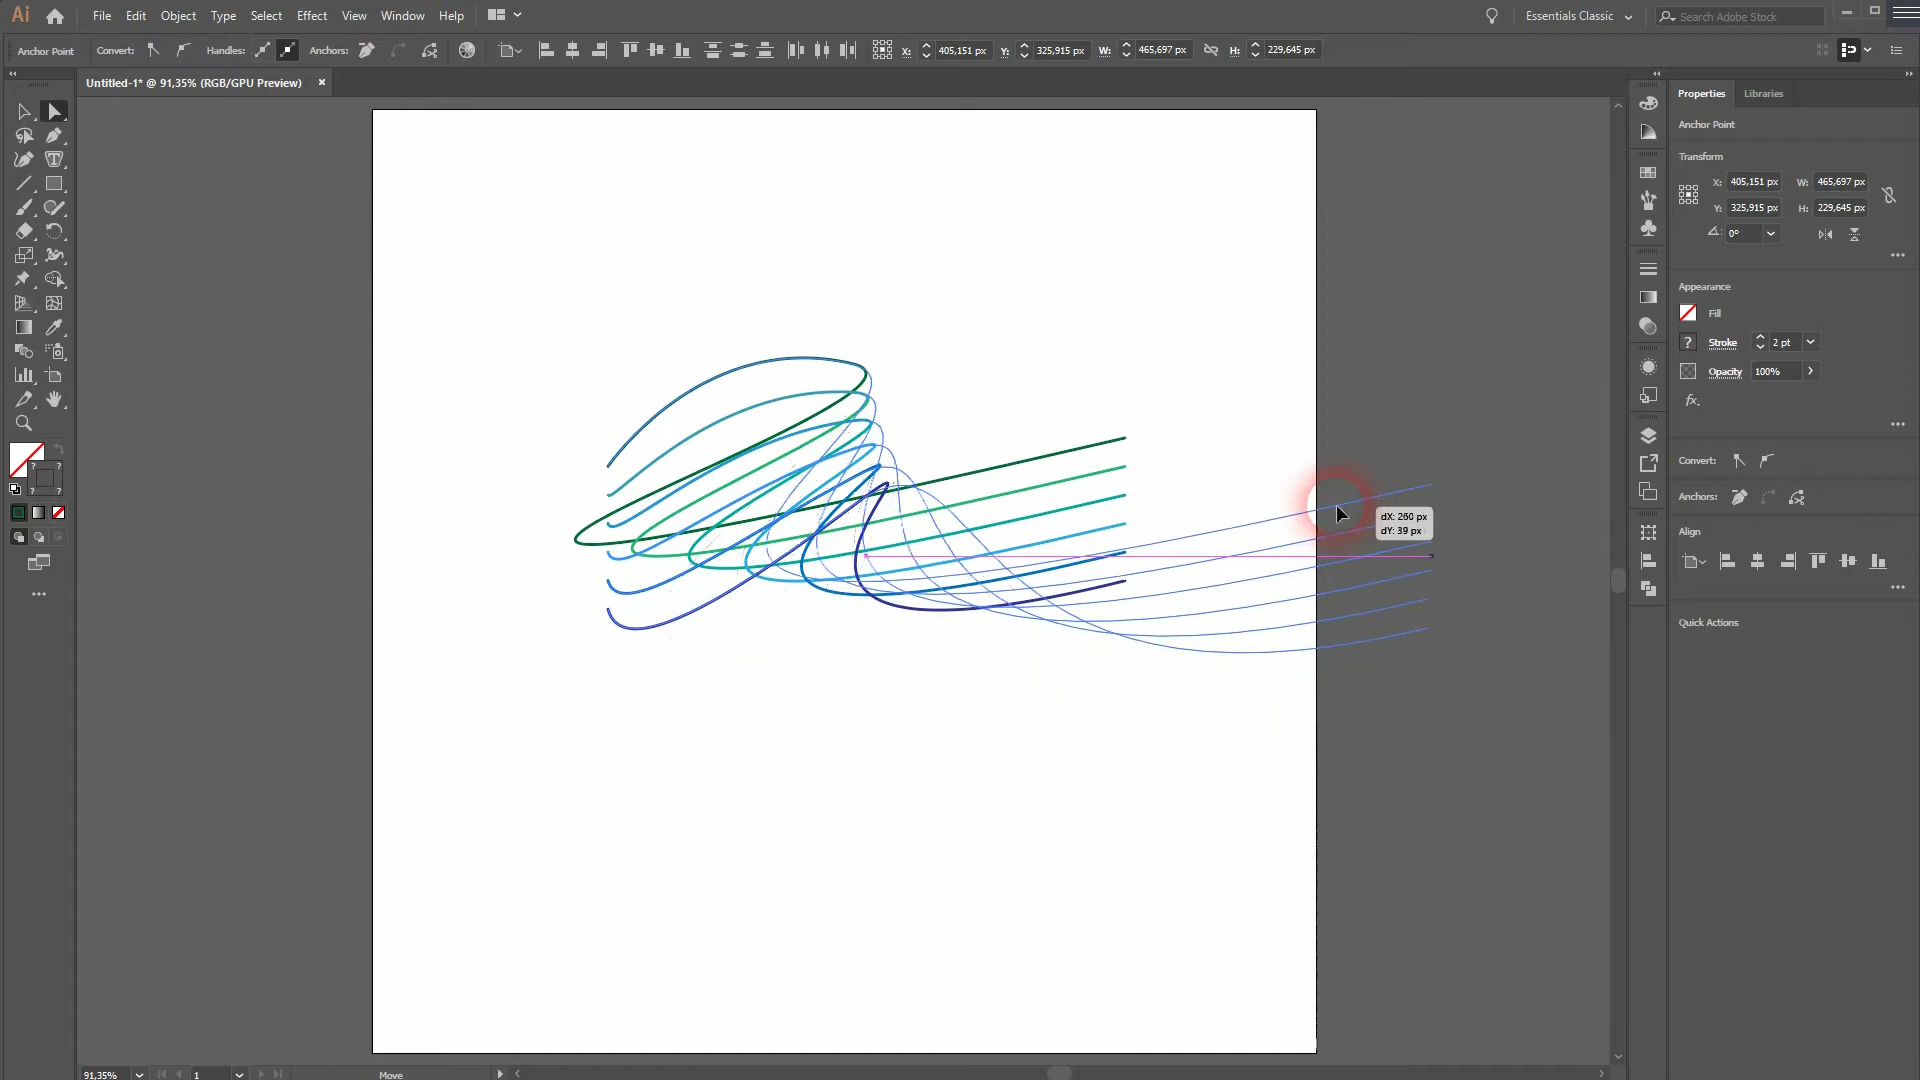 Ai File Edit Object Type Select Effect View Window Help Essentials Classic Search Adobe Stock
Anchor Point Convert: Handles: Anchors: X: 405,151 px Y: 325,915 px W: 465,697 px H: 229,645 px
Untitled-1* @ 91,35% (RGB/GPU Preview) ×
Properties Libraries
Anchor Point
Transform
X: 405,151 px W: 465,697 px
Y: 325,915 px H: 229,645 px
0°
Appearance
Fill
? Stroke 2 pt
Opacity 100%
fx.
Convert:
Anchors:
Align
Quick Actions
dX: 260 px
dY: 39 px
? ?
? ?
91,35% 1 Move